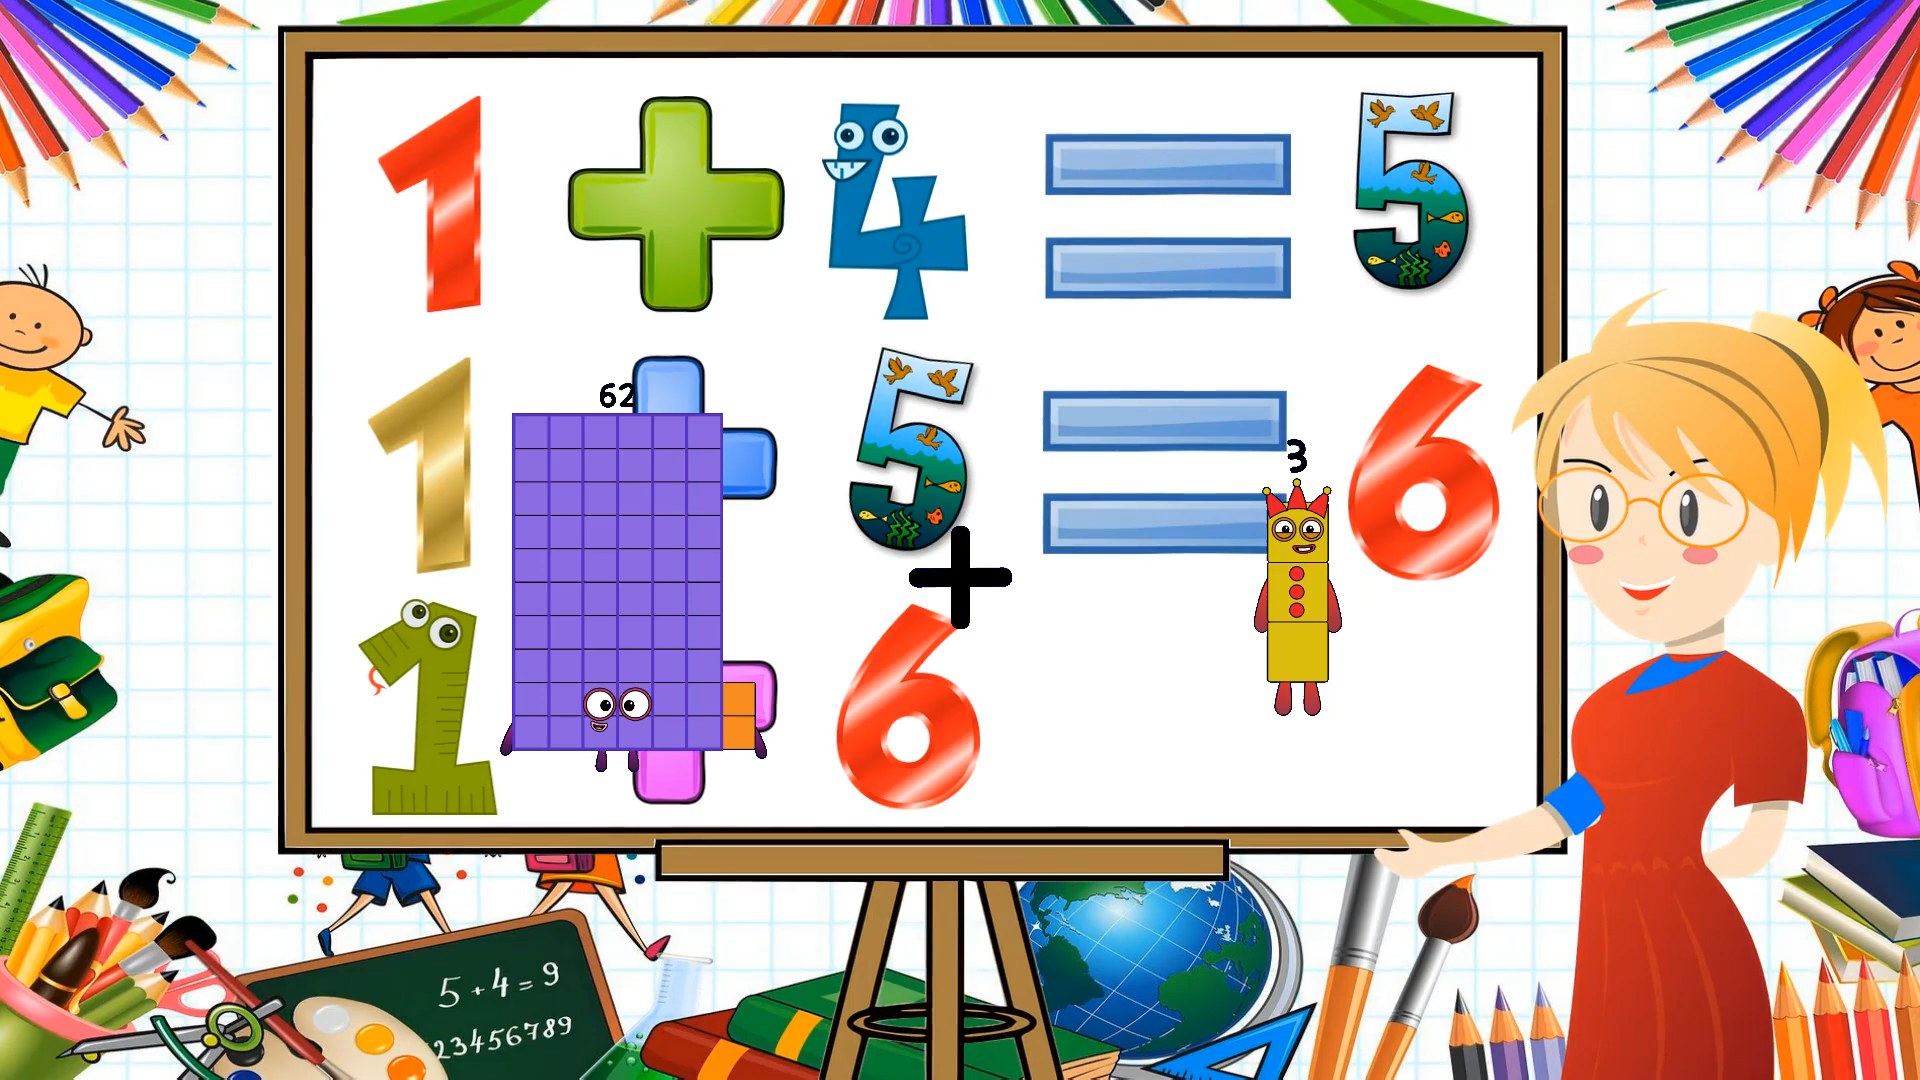 1 + 4 = 5
1 + 5 = 6
62
+
3
1 + 6
5 + 4 = 9
23456789